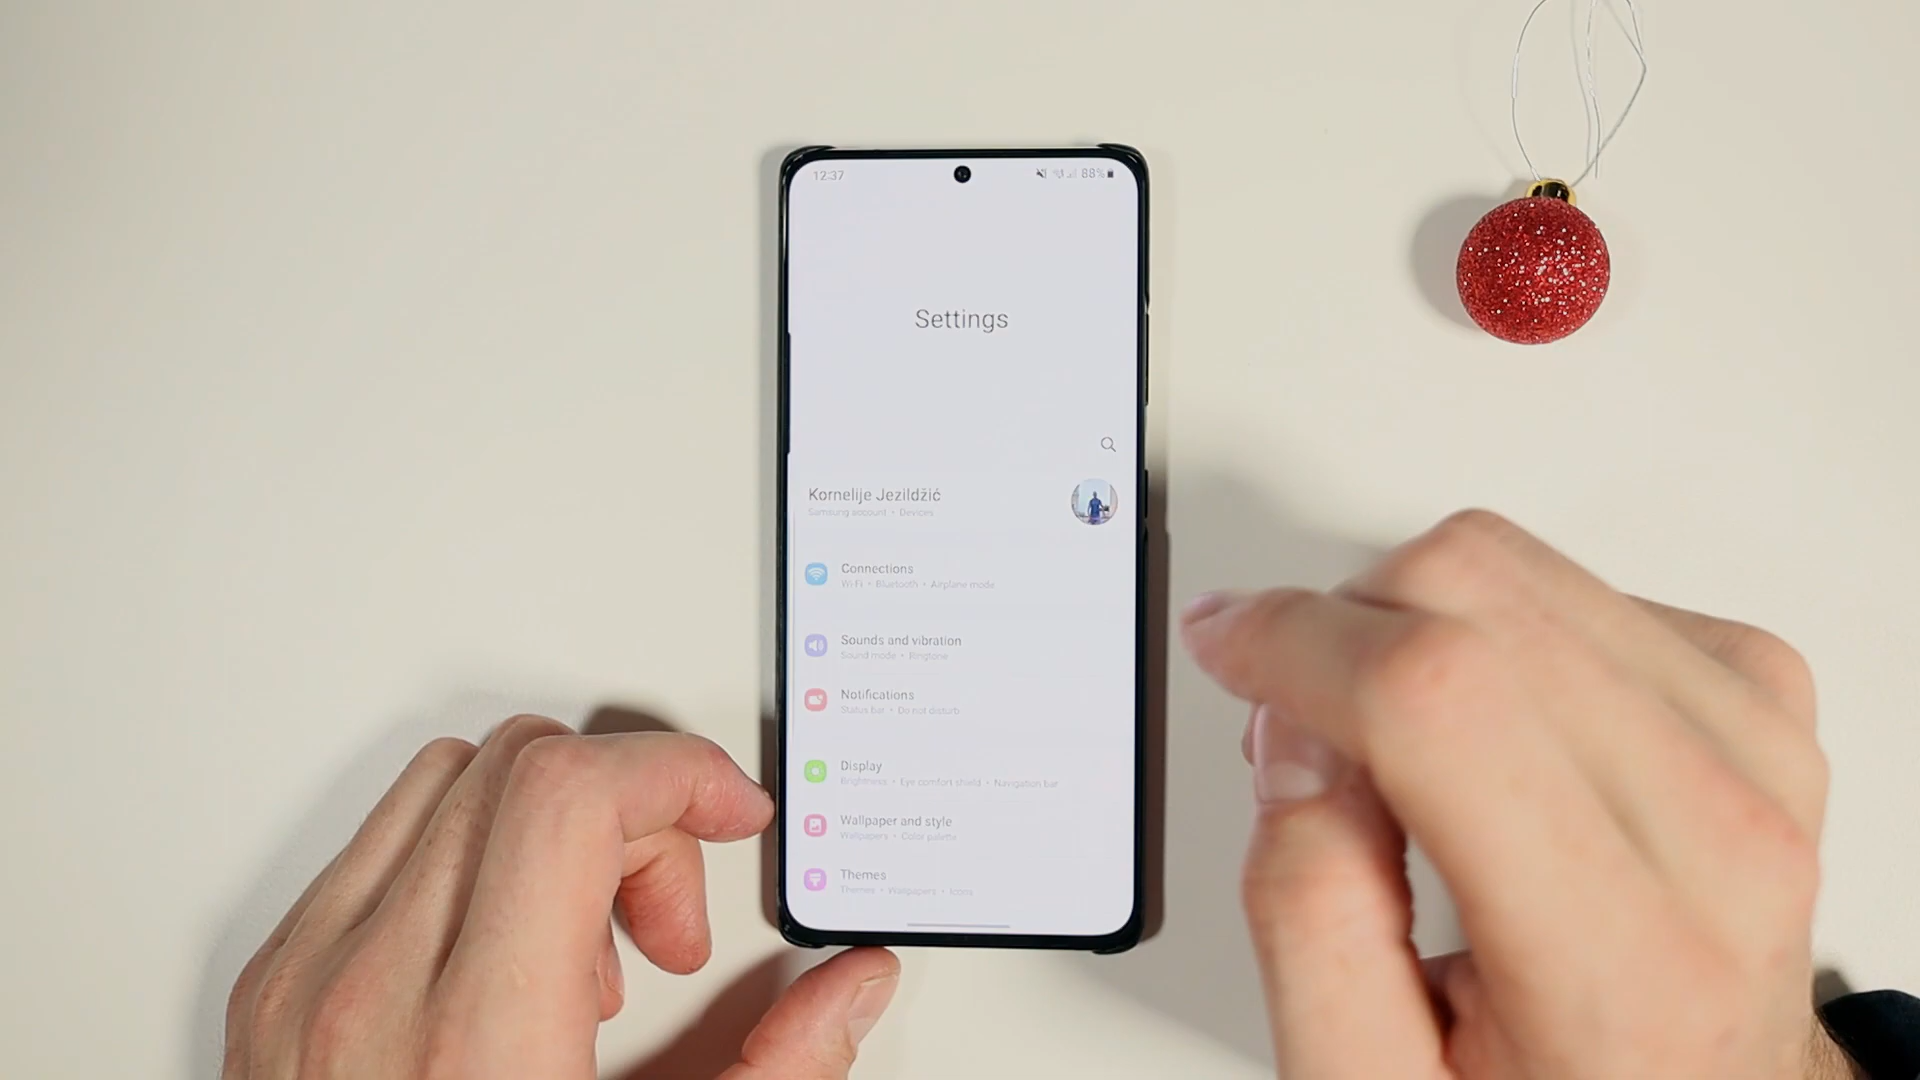 12:37
88%
Settings
Kornelije Jezildžić
Samsung account • Devices
Connections
Wi-Fi • Bluetooth • Airplane mode
Sounds and vibration
Sound mode • Ringtone
Notifications
Status bar • Do not disturb
Display
Brightness • Eye comfort shield • Navigation bar
Wallpaper and style
Wallpapers • Color palette
Themes
Themes • Wallpapers • Icons